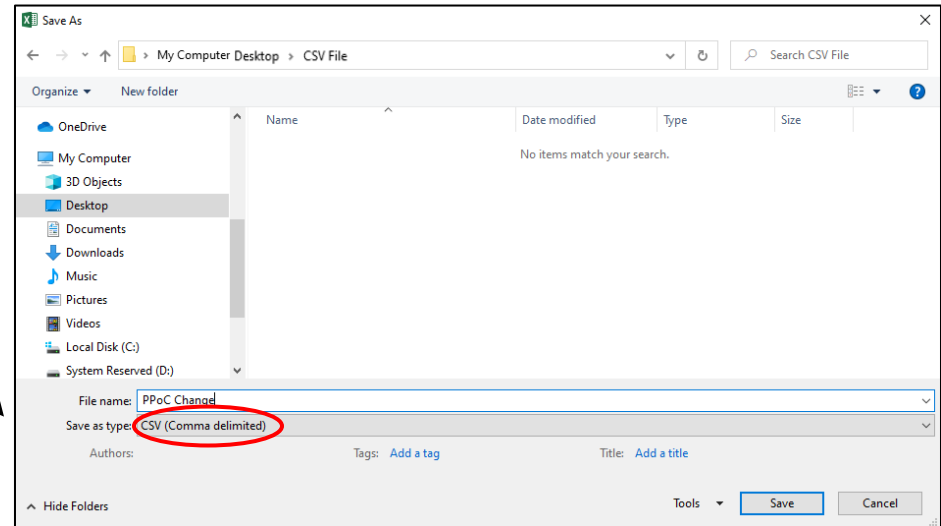 Save As
My Computer Desktop > CSV File
Search CSV File
Organize
New folder
Name
Date modified
Type
Size
No items match your search.
OneDrive
My Computer
3D Objects
Desktop
Documents
Downloads
Music
Pictures
Videos
Local Disk (C:)
System Reserved (D:)
File name: PPoC Change
Save as type: CSV (Comma delimited)
Authors:
Tags: Add a tag
Title: Add a title
Hide Folders
Tools
Save
Cancel